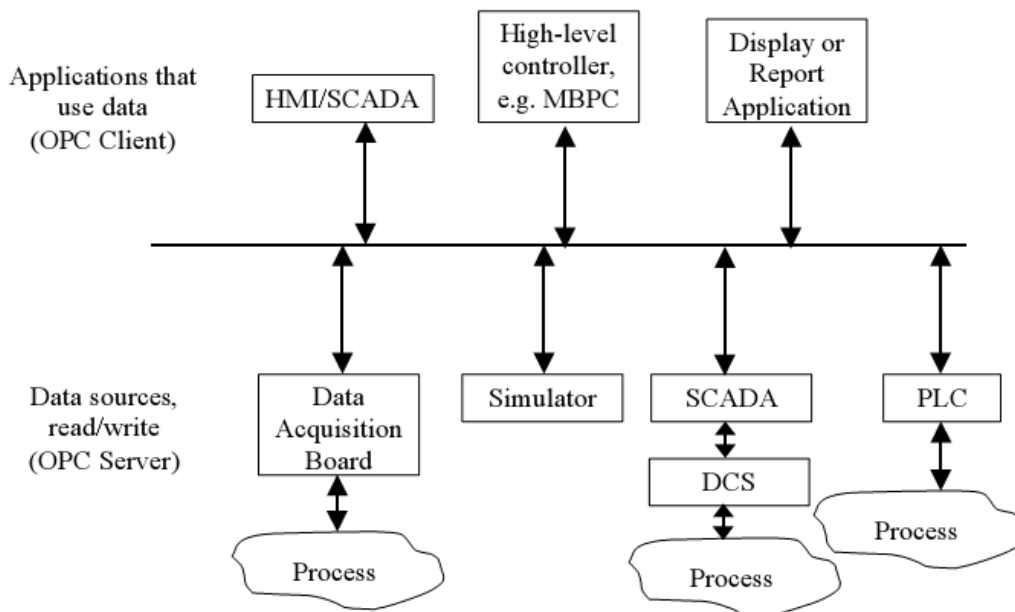 Applications that
use data
(OPC Client)
HMI/SCADA
High-level
controller,
e.g. MBPC
Display or
Report
Application
Data sources,
read/write
(OPC Server)
Data
Acquisition
Board
Simulator
SCADA
PLC
DCS
Process
Process
Process